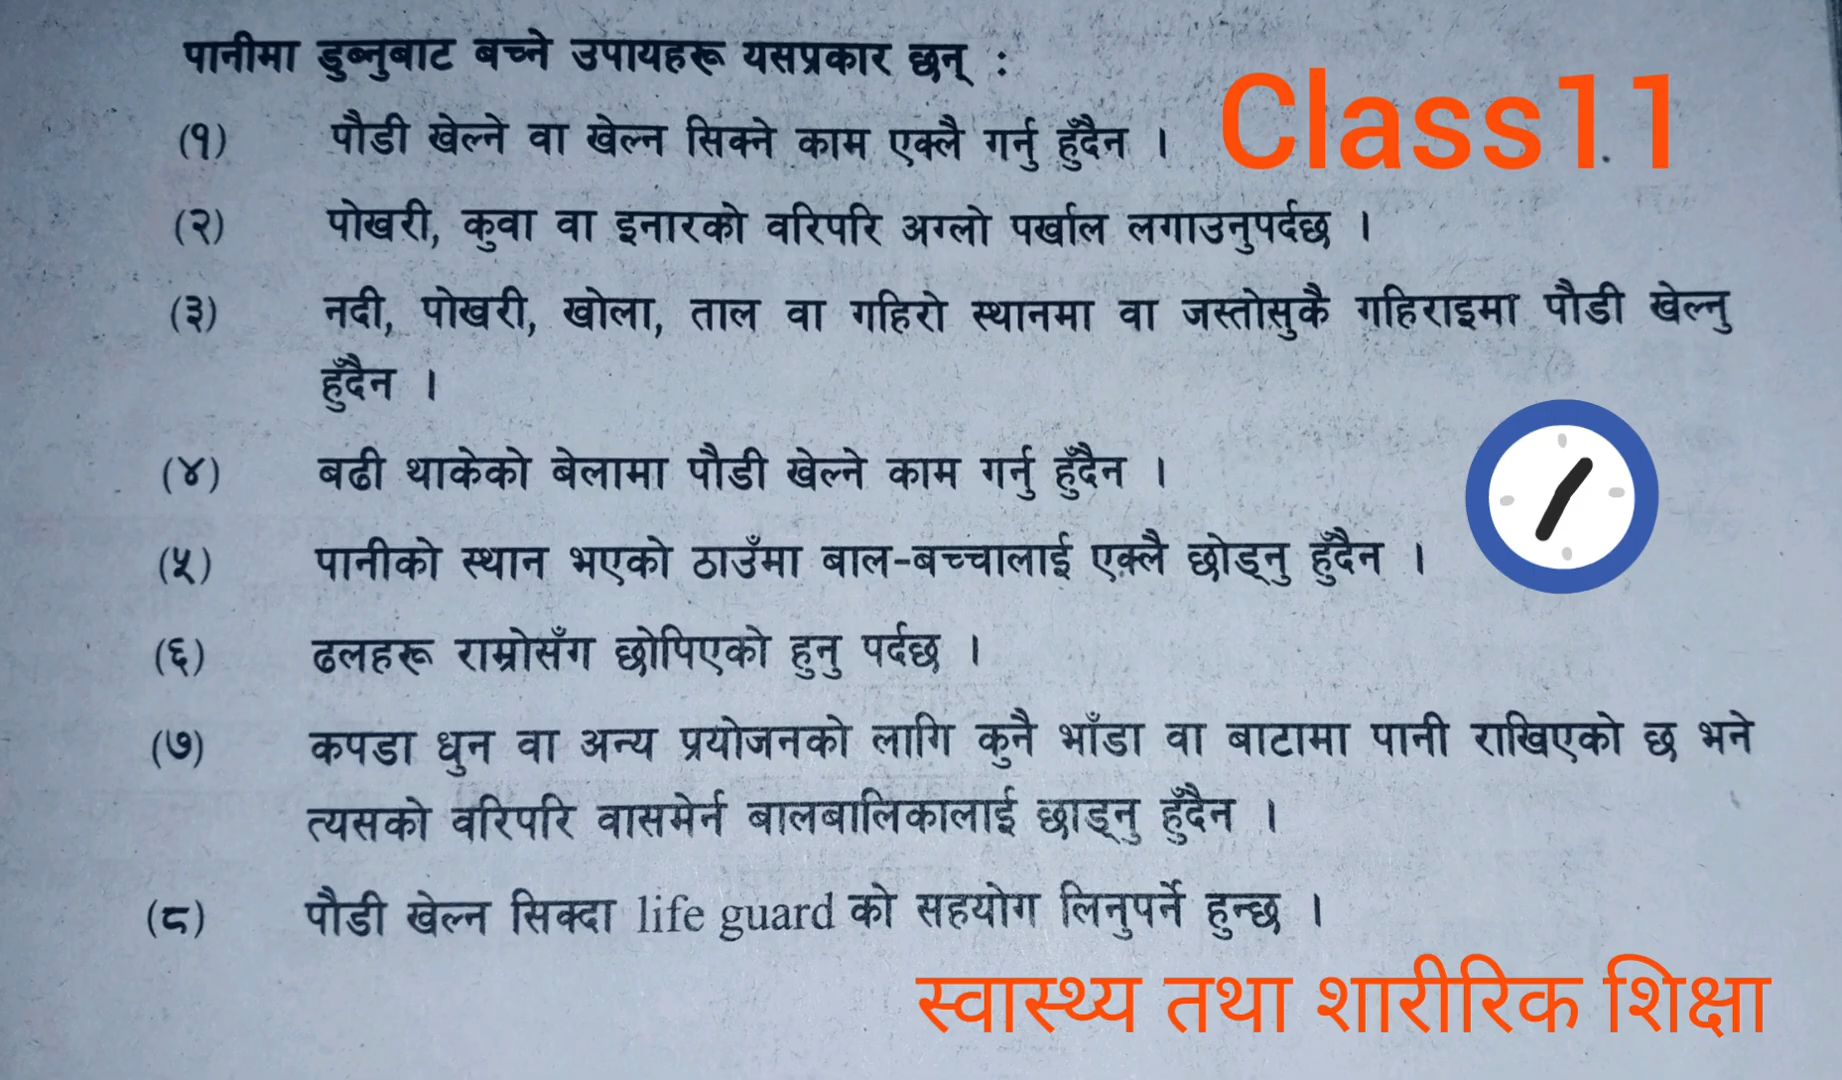 पानीमा डुब्नुबाट बच्ने उपायहरू यसप्रकार छन् :
(१) पौडी खेल्ने वा खेल्न सिक्ने काम एक्लै गर्नु हुँदैन ।
Class11
(२) पोखरी, कुवा वा इनारको वरिपरि अग्लो पर्खाल लगाउनुपर्दछ ।
(३) नदी, पोखरी, खोला, ताल वा गहिरो स्थानमा वा जस्तोसुकै गहिराइमा पौडी खेल्नु
हुँदैन ।
(४) बढी थाकेको बेलामा पौडी खेल्ने काम गर्नु हुँदैन ।
(५) पानीको स्थान भएको ठाउँमा बाल-बच्चालाई एक्लै छोड्नु हुँदैन ।
(६) ढलहरू राम्रोसँग छोपिएको हुनु पर्दछ ।
(७) कपडा धुन वा अन्य प्रयोजनको लागि कुनै भाँडा वा बाटामा पानी राखिएको छ भने
त्यसको वरिपरि वासमेर्न बालबालिकालाई छाड्नु हुँदैन ।
(८) पौडी खेल्न सिक्दा life guard को सहयोग लिनुपर्ने हुन्छ ।
स्वास्थ्य तथा शारीरिक शिक्षा